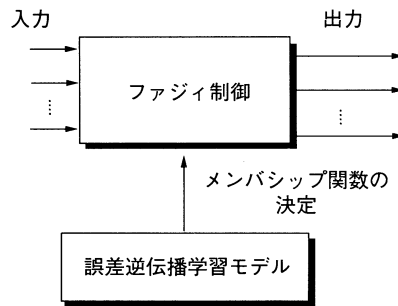 入力
出力
ファジィ制御
メンバシップ関数の
決定
誤差逆伝播学習モデル